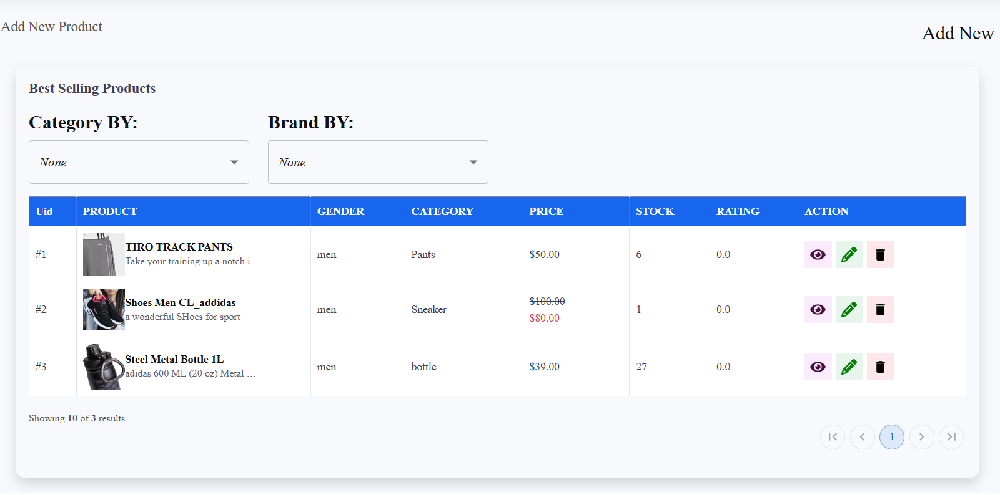 Add New Product
Add New
Best Selling Products
Category BY:
Brand BY:
None
None
Uid PRODUCT GENDER CATEGORY PRICE STOCK RATING ACTION
#1 TIRO TRACK PANTS men Pants $50.00 6 0.0
Take your training up a notch i...
#2 Shoes Men CL_addidas men Sneaker $100.00 1 0.0
a wonderful SHoes for sport $80.00
#3 Steel Metal Bottle 1L men bottle $39.00 27 0.0
adidas 600 ML (20 oz) Metal ...
Showing 10 of 3 results
1